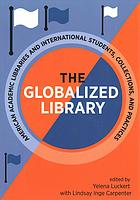 AMERICAN ACADEMIC LIBRARIES AND INTERNATIONAL STUDENTS, COLLECTIONS, AND PRACTICES
THE
GLOBALIZED
LIBRARY
edited by
Yelena Luckert
with Lindsay Inge Carpenter